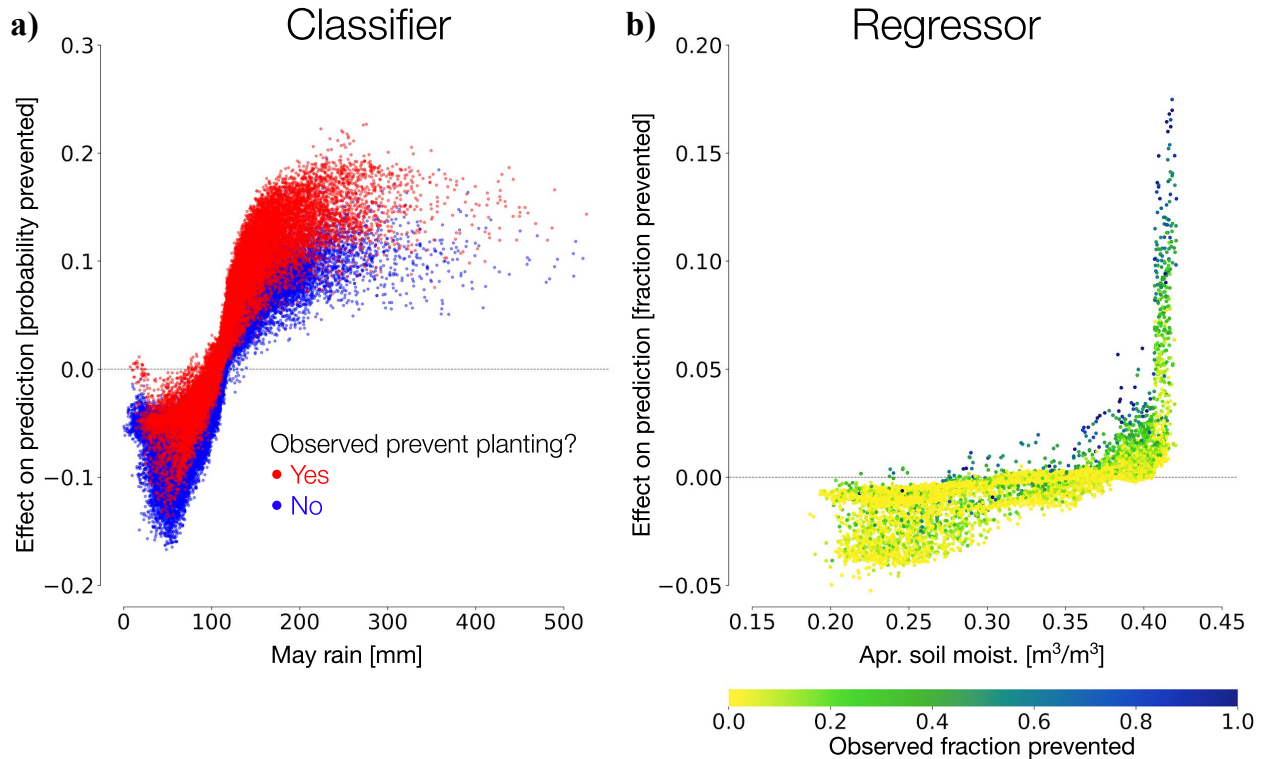 a)
Classifier
0.3
0.2
0.1
0.0
−0.1
−0.2
Effect on prediction [probability prevented]
Observed prevent planting?
Yes
No
0 100 200 300 400 500
May rain [mm]
b)
Regressor
0.20
0.15
0.10
0.05
0.00
−0.05
Effect on prediction [fraction prevented]
0.15 0.20 0.25 0.30 0.35 0.40 0.45
Apr. soil moist. [m³/m³]
0.0 0.2 0.4 0.6 0.8 1.0
Observed fraction prevented